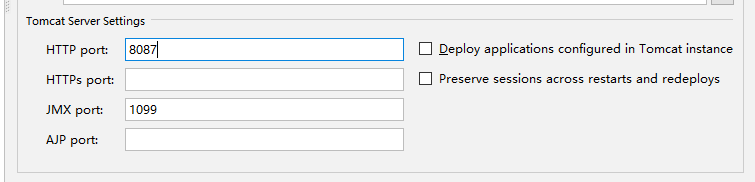 Tomcat Server Settings
HTTP port: 8087
Deploy applications configured in Tomcat instance
HTTPs port:
Preserve sessions across restarts and redeploys
JMX port: 1099
AJP port: